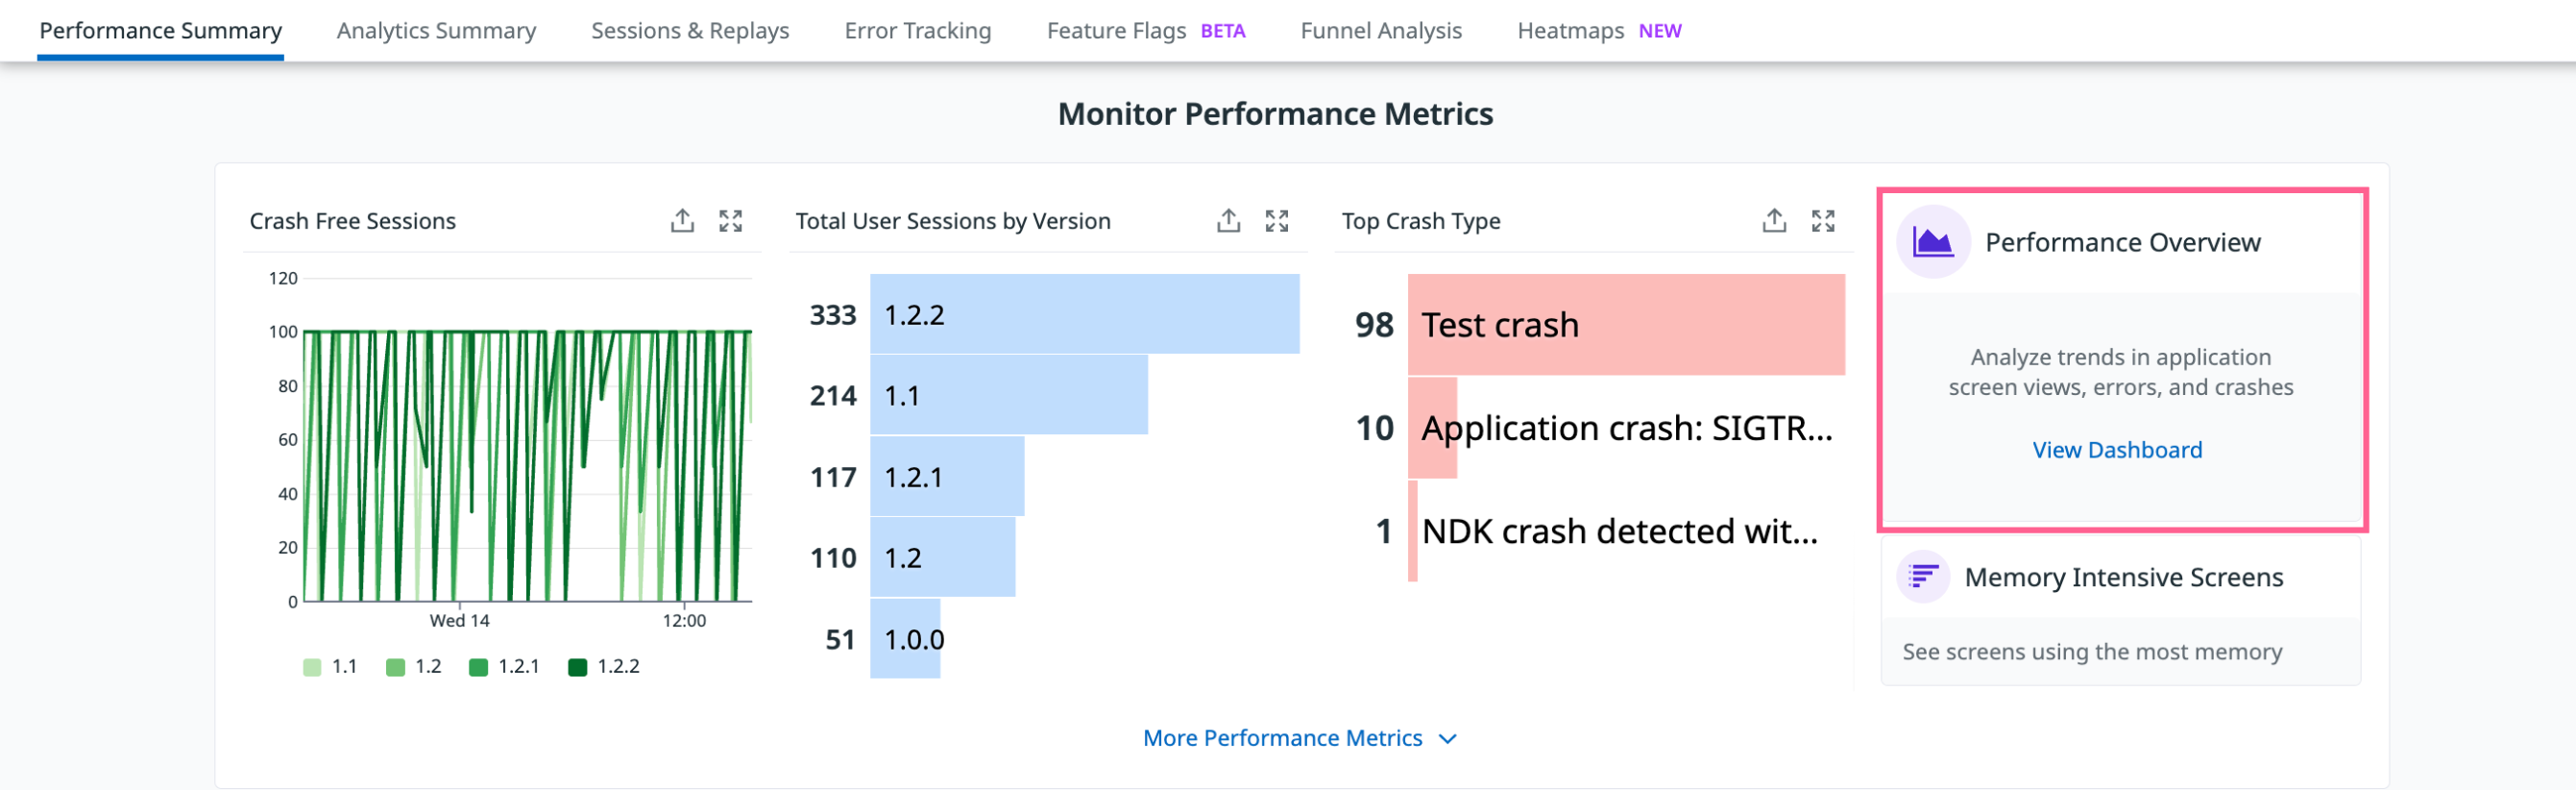 Performance Summary Analytics Summary Sessions & Replays Error Tracking Feature Flags BETA Funnel Analysis Heatmaps NEW
Monitor Performance Metrics
Crash Free Sessions
120
100
80
60
40
20
0
Wed 14 12:00
1.1 1.2 1.2.1 1.2.2
Total User Sessions by Version
333 1.2.2
214 1.1
117 1.2.1
110 1.2
51 1.0.0
Top Crash Type
98 Test crash
10 Application crash: SIGTR...
1 NDK crash detected wit...
Performance Overview
Analyze trends in application
screen views, errors, and crashes
View Dashboard
Memory Intensive Screens
See screens using the most memory
More Performance Metrics